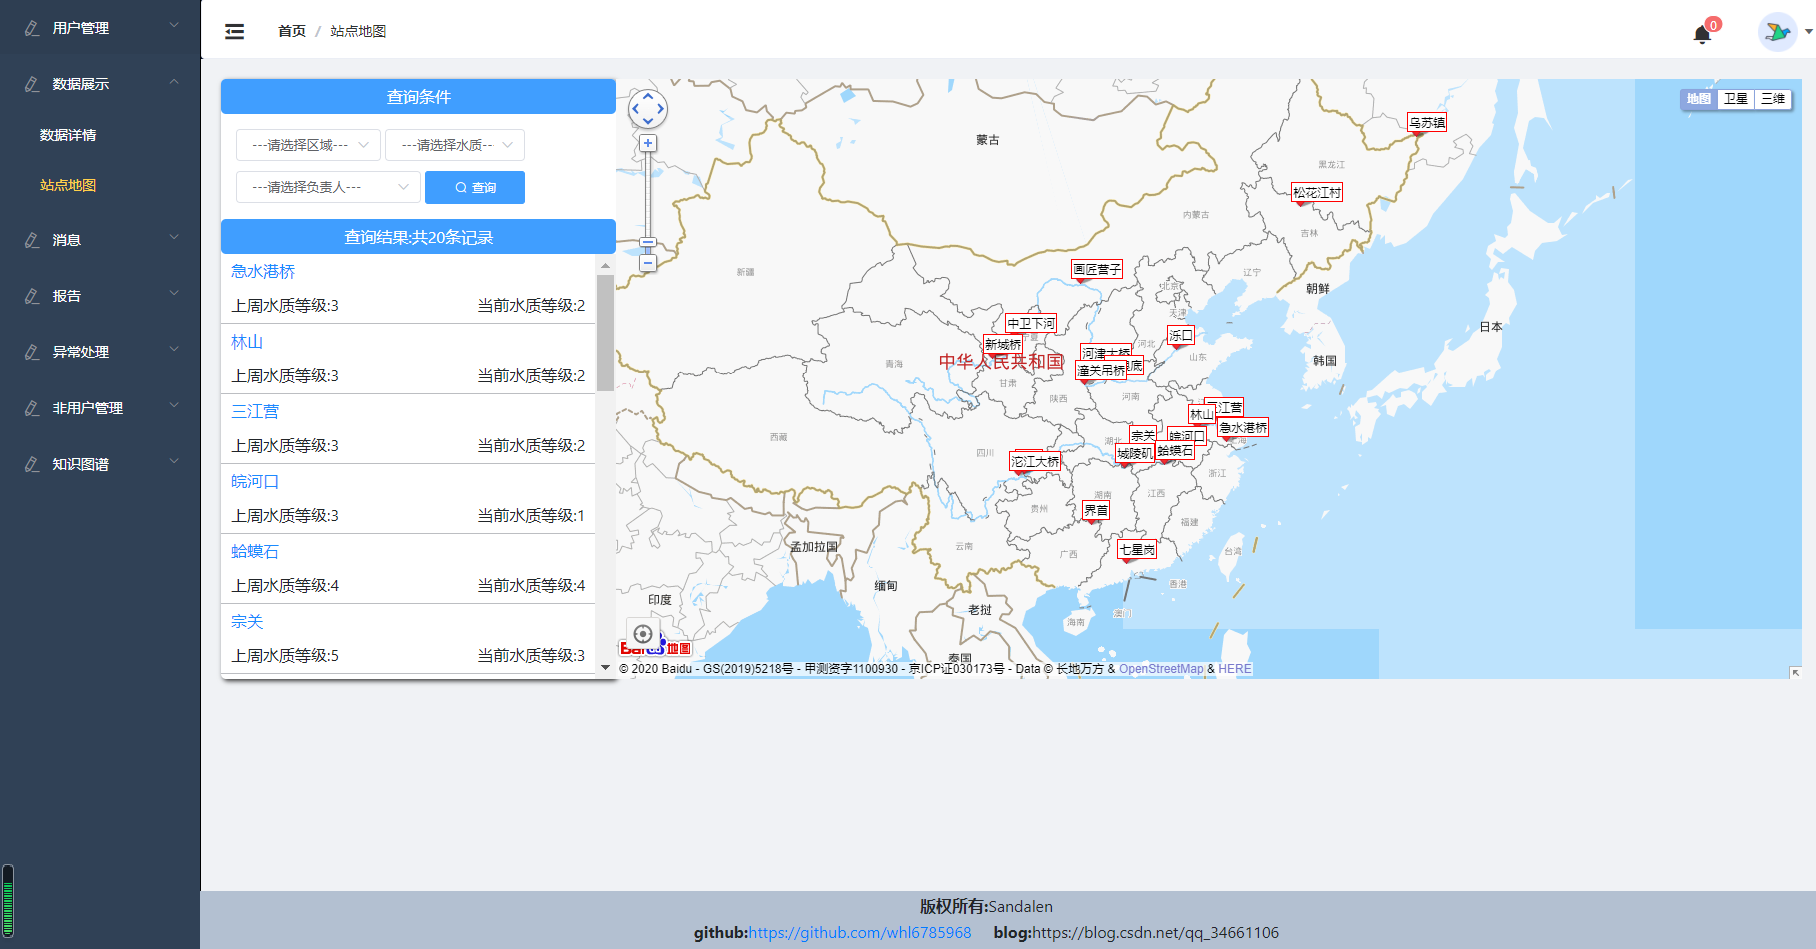 用户管理
数据展示
数据详情
站点地图
消息
报告
异常处理
非用户管理
知识图谱
首页 / 站点地图
0
查询条件
---请选择区域---
---请选择水质--
---请选择负责人---
查询
查询结果:共20条记录
急水港桥
上周水质等级:3 当前水质等级:2
林山
上周水质等级:3 当前水质等级:2
三江营
上周水质等级:3 当前水质等级:2
皖河口
上周水质等级:3 当前水质等级:1
蛤蟆石
上周水质等级:4 当前水质等级:4
宗关
上周水质等级:5 当前水质等级:3
地图 卫星 三维
乌苏镇
蒙古
黑龙江
松花江村
内蒙古
吉林
新疆
画匠营子
辽宁
北京
朝鲜
天津
中卫下河
日本
泺口
新城桥
河北
河津大桥
山东
中华人民共和国
韩国
青海
潼关吊桥
甘肃
陕西
河南
林山
三江营
急水港桥
西藏
宗关
皖河口
湖北
四川
城陵矶
蛤蟆石
沱江大桥
浙江
湖南
江西
贵州
界首
福建
孟加拉国
云南
广西
七星岗
台湾
缅甸
香港
印度
老挝
澳门
海南
Baidu地图
泰国
© 2020 Baidu - GS(2019)5218号 - 甲测资字1100930 - 京ICP证030173号 - Data © 长地万方 & OpenStreetMap & HERE
版权所有:Sandalen
github:https://github.com/whl6785968 blog:https://blog.csdn.net/qq_34661106